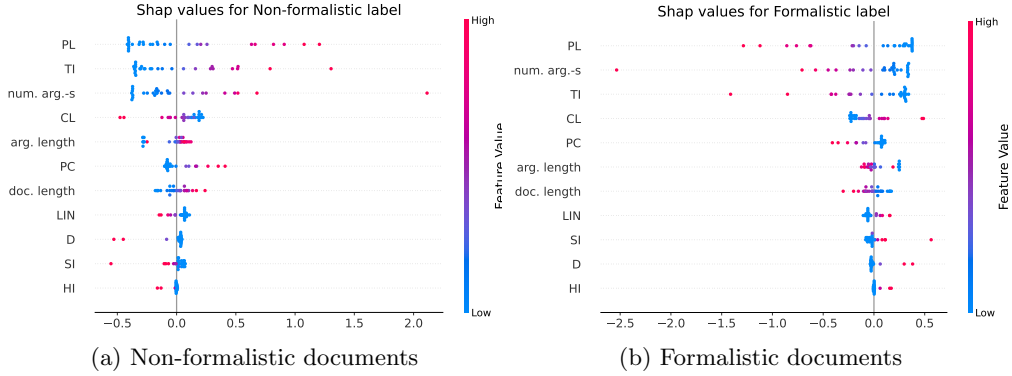 Shap values for Non-formalistic label
PL
TI
num. arg.-s
CL
arg. length
PC
doc. length
LIN
D
SI
HI
−0.5 0.0 0.5 1.0 1.5 2.0
High
Feature Value
Low
(a) Non-formalistic documents
Shap values for Formalistic label
PL
num. arg.-s
TI
CL
PC
arg. length
doc. length
LIN
SI
D
HI
−2.5 −2.0 −1.5 −1.0 −0.5 0.0 0.5
High
Feature Value
Low
(b) Formalistic documents